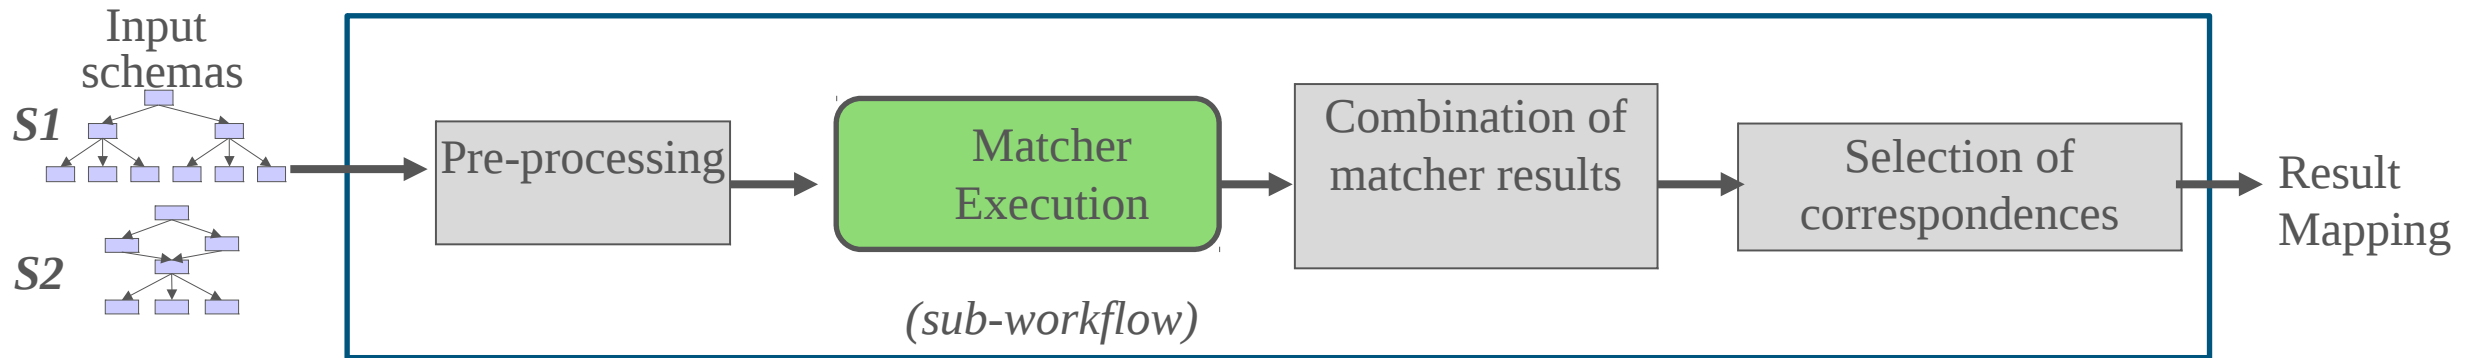 Input
schemas
S1
S2
Pre-processing
Matcher
Execution
(sub-workflow)
Combination of
matcher results
Selection of
correspondences
Result
Mapping